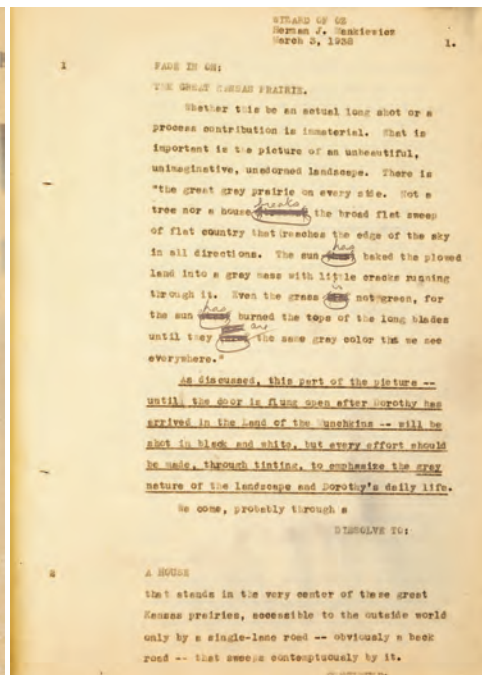 WIZARD OF OZ
Herman J. Mankiewicz
March 3, 1938
1.
1
FADE IN ON:
THE GREAT KANSAS PRAIRIE.
Whether this be an actual long shot or a
process contribution is immaterial. What is
important is the picture of an unbeautiful,
unimaginative, unadorned landscape. There is
"the great gray prairie on every side. Not a
tree nor a house breaks the broad flat sweep
of flat country that reaches the edge of the sky
in all directions. The sun has baked the plowed
land into a gray mass with little cracks running
through it. Even the grass is not green, for
the sun has burned the tops of the long blades
until they are the same gray color the we see
everywhere."
As discussed, this part of the picture --
until the door is flung open after Dorothy has
arrived in the Land of the Munchkins -- will be
shot in black and white, but every effort should
be made, through tinting, to emphasize the grey
nature of the landscape and Dorothy's daily life.
We come, probably through a
DISSOLVE TO:
2
A HOUSE
that stands in the very center of these great
Kansas prairies, accessible to the outside world
only by a single-lane road -- obviously a back
road -- that sweeps contemptuously by it.